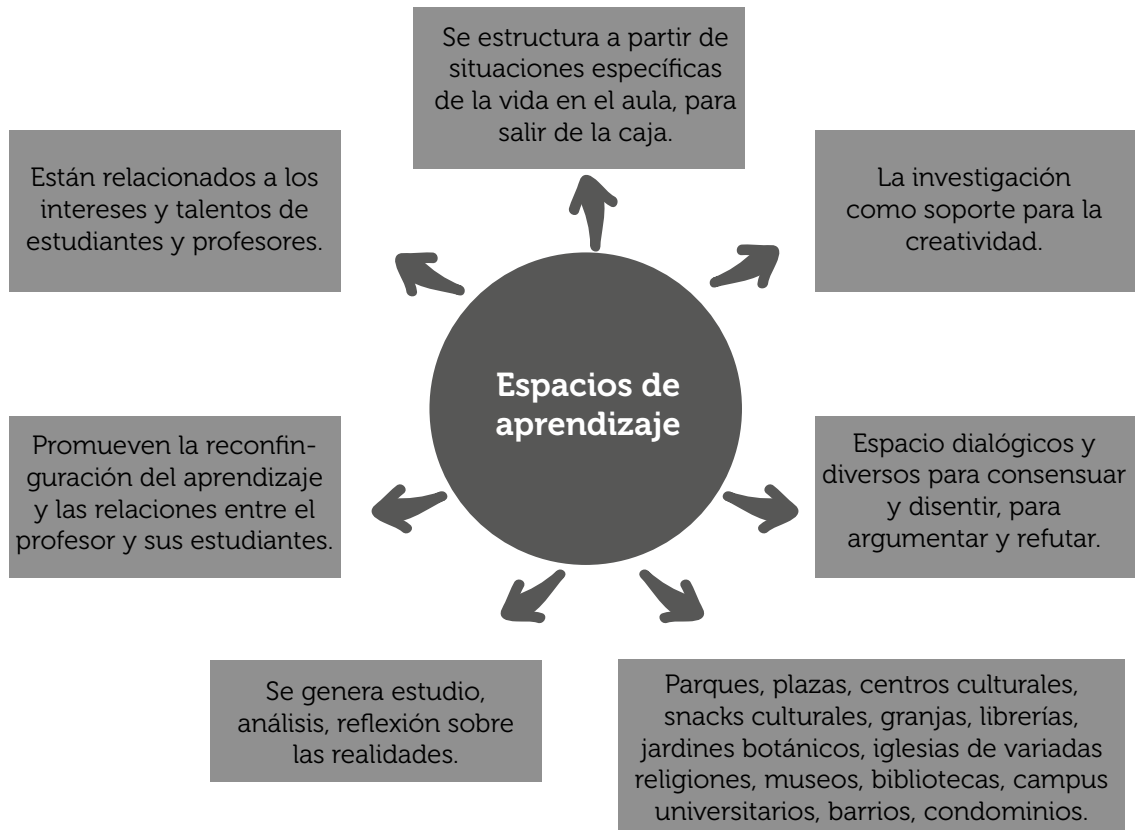 Se estructura a partir de
situaciones específicas
de la vida en el aula, para
salir de la caja.
Están relacionados a los
intereses y talentos de
estudiantes y profesores.
La investigación
como soporte para la
creatividad.
Espacios de
aprendizaje
Promueven la reconfin-
guración del aprendizaje
y las relaciones entre el
profesor y sus estudiantes.
Espacio dialógicos y
diversos para consensuar
y disentir, para
argumentar y refutar.
Se genera estudio,
análisis, reflexión sobre
las realidades.
Parques, plazas, centros culturales,
snacks culturales, granjas, librerías,
jardines botánicos, iglesias de variadas
religiones, museos, bibliotecas, campus
universitarios, barrios, condominios.